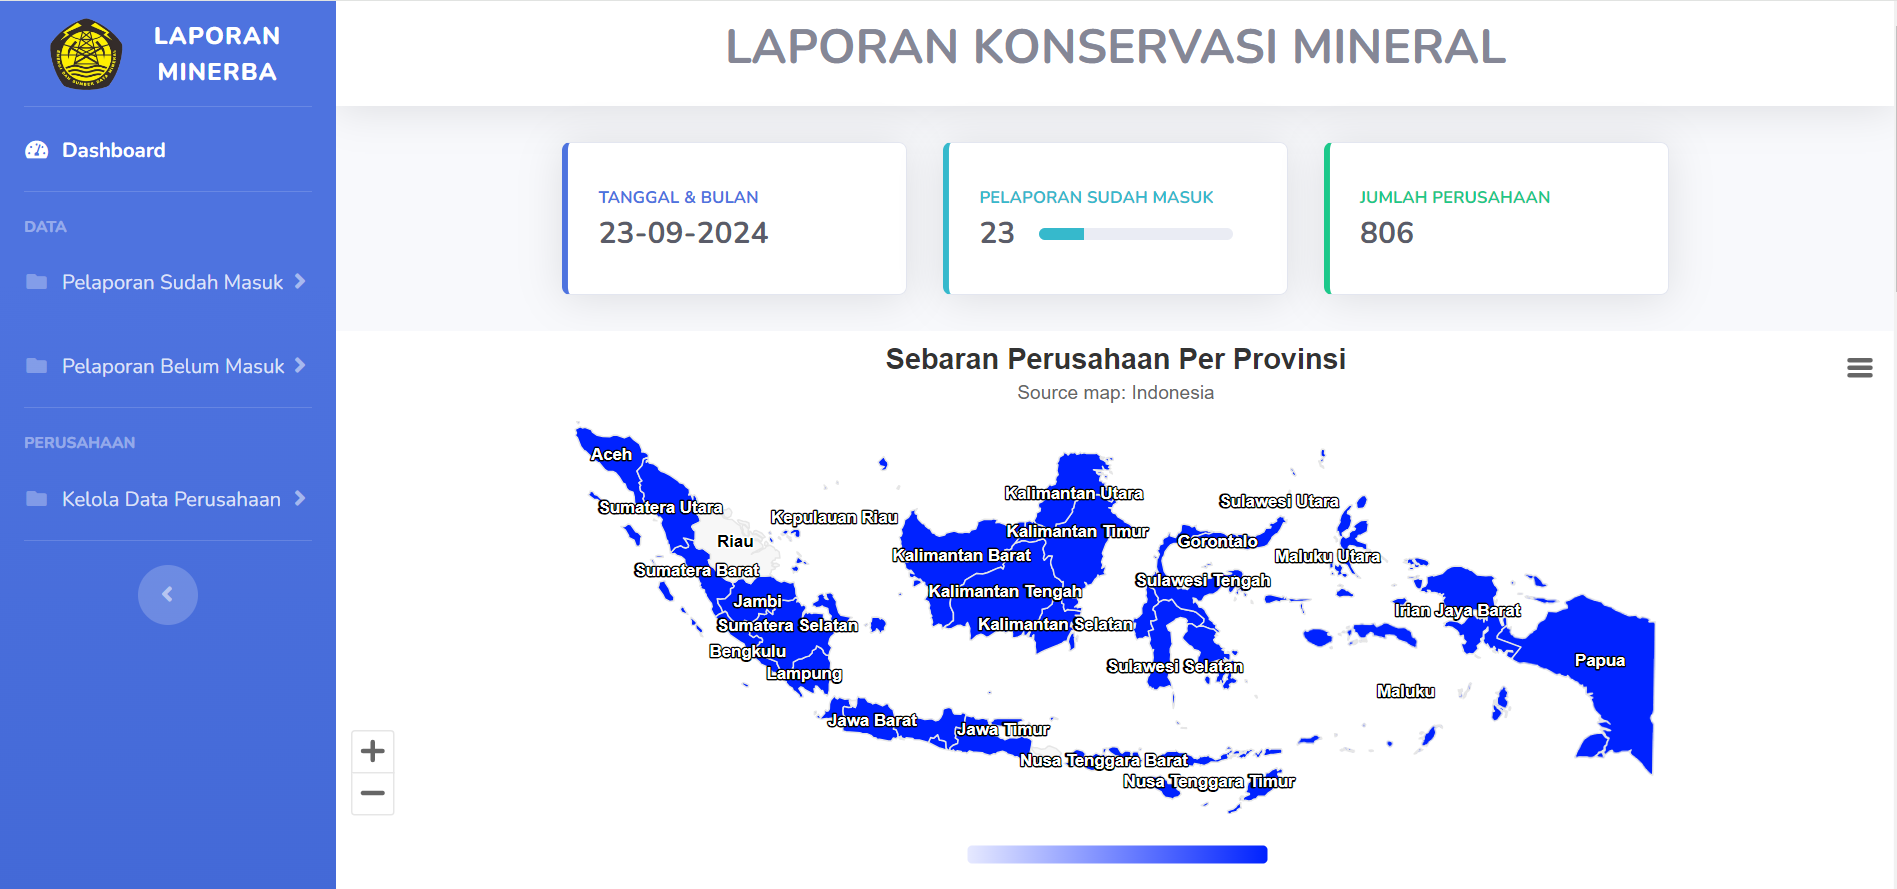 LAPORAN
MINERBA
Dashboard
DATA
Pelaporan Sudah Masuk
Pelaporan Belum Masuk
PERUSAHAAN
Kelola Data Perusahaan
LAPORAN KONSERVASI MINERAL
TANGGAL & BULAN
23-09-2024
PELAPORAN SUDAH MASUK
23
JUMLAH PERUSAHAAN
806
Sebaran Perusahaan Per Provinsi
Source map: Indonesia
Aceh
Kalimantan Utara
Sulawesi Utara
Sumatera Utara
Kepulauan Riau
Kalimantan Timur
Riau
Gorontalo
Kalimantan Barat
Maluku Utara
Sumatera Barat
Sulawesi Tengah
Kalimantan Tengah
Jambi
Irian Jaya Barat
Sumatera Selatan
Kalimantan Selatan
Bengkulu
Papua
Sulawesi Selatan
Lampung
Maluku
Jawa Barat
Jawa Timur
Nusa Tenggara Barat
Nusa Tenggara Timur